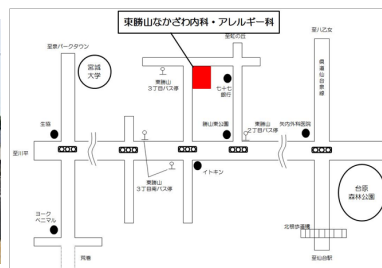 東勝山なかざわ内科・アレルギー科
至泉パークタウン
至虹の丘
至八乙女
宮城
大学
県道仙台泉線
東勝山
3丁目バス停
七十七
銀行
生協
勝山東公園
東勝山
2丁目バス停
矢内外科医院
至川平
イトキン
東勝山
3丁目南バス停
台原
森林公園
ヨーク
ベニマル
北根歩道橋
至仙台駅